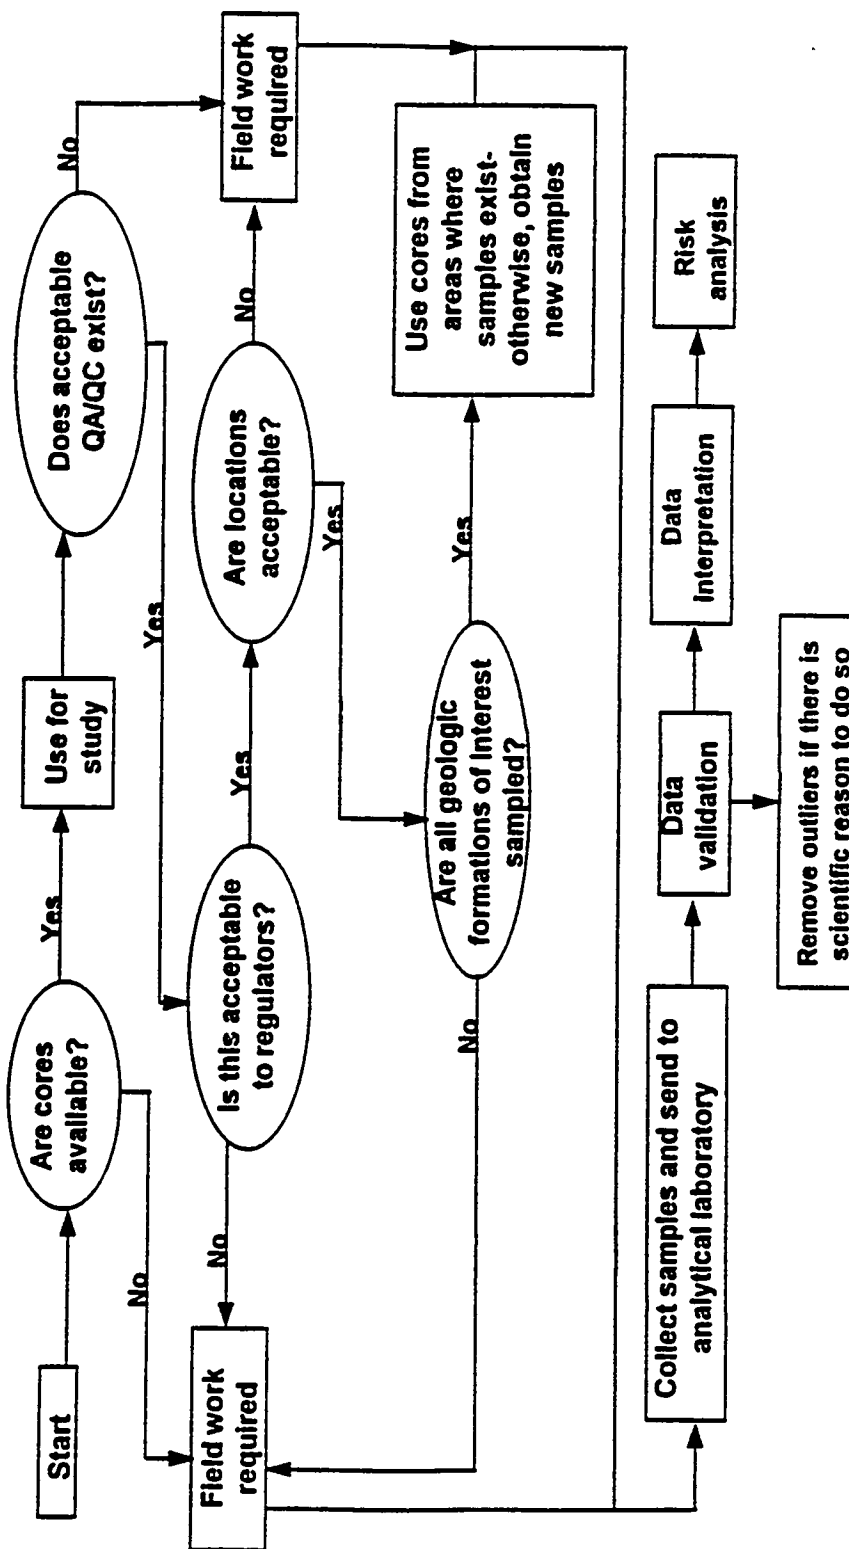 Start
Are cores
available?
Yes
No
Use for
study
Does acceptable
QA/QC exist?
No
Yes
Field work
required
No
Is this acceptable
to regulators?
Yes
Are locations
acceptable?
No
Field work
required
Yes
No
Are all geologic
formations of Interest
sampled?
Yes
Use cores from
areas where
samples exist-
otherwise, obtain
new samples
Collect samples and send to
analytical laboratory
Data
validation
Data
Interpretation
Risk
analysis
Remove outliers if there is
scientific reason to do so